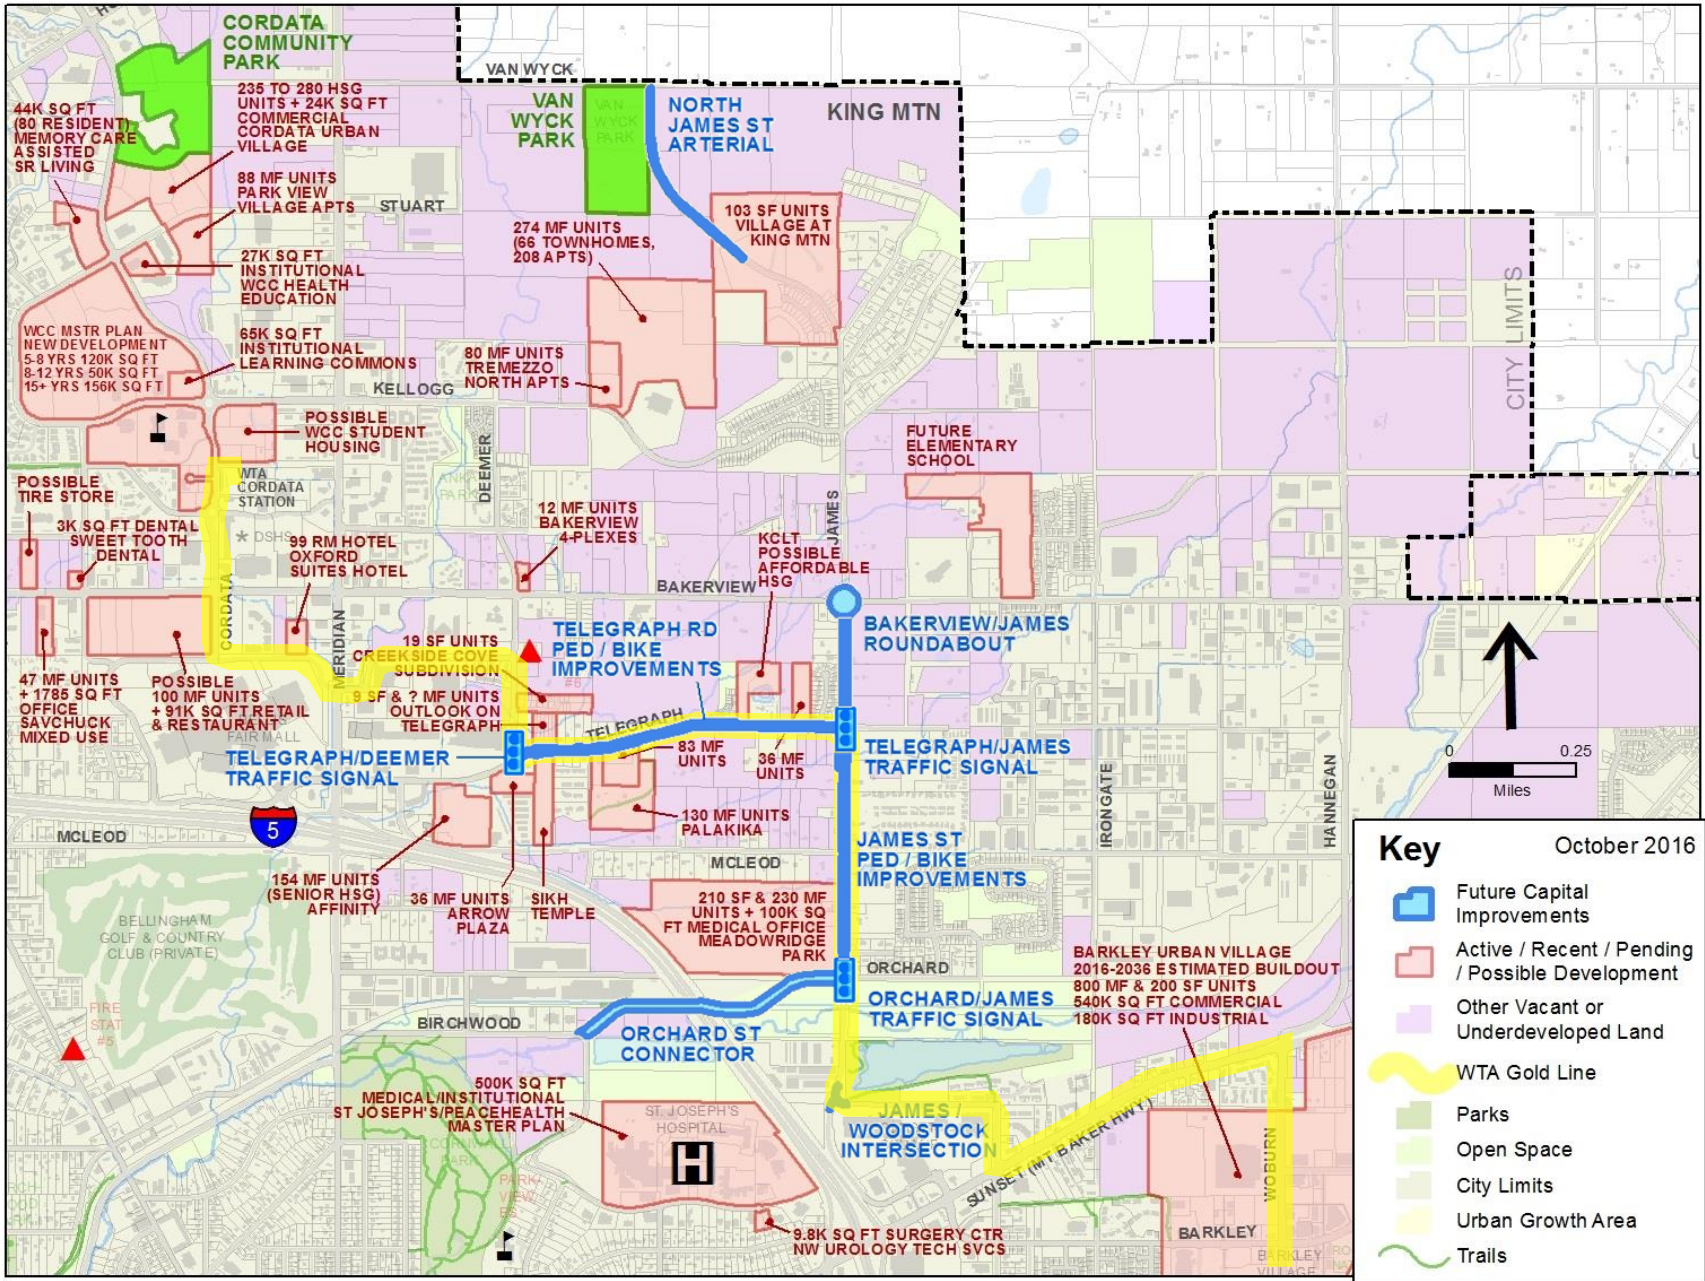 CORDATA
COMMUNITY
PARK
VAN WYCK
44K SQ FT
(80 RESIDENT)
MEMORY CARE
ASSISTED
SR LIVING
235 TO 280 HSG
UNITS + 24K SQ FT
COMMERCIAL
CORDATA URBAN
VILLAGE
88 MF UNITS
PARK VIEW
VILLAGE APTS
STUART
27K SQ FT
INSTITUTIONAL
WCC HEALTH
EDUCATION
VAN
WYCK
PARK
VAN
WYCK
PARK
NORTH
JAMES ST
ARTERIAL
KING MTN
274 MF UNITS
(66 TOWNHOMES,
208 APTS)
103 SF UNITS
VILLAGE AT
KING MTN
CITY LIMITS
WCC MSTR PLAN
NEW DEVELOPMENT
5-8 YRS 120K SQ FT
8-12 YRS 50K SQ FT
15+ YRS 156K SQ FT
65K SQ FT
INSTITUTIONAL
LEARNING COMMONS
KELLOGG
80 MF UNITS
TREMEZZO
NORTH APTS
POSSIBLE
WCC STUDENT
HOUSING
DEEMER
FUTURE
ELEMENTARY
SCHOOL
WTA
CORDATA
STATION
POSSIBLE
TIRE STORE
3K SQ FT DENTAL
SWEET TOOTH
DENTAL
DSHS
99 RM HOTEL
OXFORD
SUITES HOTEL
PARK
12 MF UNITS
BAKERVIEW
4-PLEXES
JAMES
KCLT
POSSIBLE
AFFORDABLE
HSG
BAKERVIEW
CORDATA
MERIDIAN
BAKERVIEW/JAMES
ROUNDABOUT
TELEGRAPH RD
PED / BIKE
IMPROVEMENTS
19 SF UNITS
CREEKSIDE COVE
SUBDIVISION
9 SF & ? MF UNITS
OUTLOOK ON
TELEGRAPH
47 MF UNITS
+ 1785 SQ FT
OFFICE
SAVCHUCK
MIXED USE
POSSIBLE
100 MF UNITS
+ 91K SQ FT RETAIL
& RESTAURANT
FAIR MALL
TELEGRAPH
TELEGRAPH/DEEMER
TRAFFIC SIGNAL
83 MF
UNITS
36 MF
UNITS
TELEGRAPH/JAMES
TRAFFIC SIGNAL
0
0.25
Miles
IRONGATE
HANNEGAN
5
MCLEOD
130 MF UNITS
PALAKIKA
MCLEOD
JAMES ST
PED / BIKE
IMPROVEMENTS
154 MF UNITS
(SENIOR HSG)
AFFINITY
36 MF UNITS
ARROW
PLAZA
SIKH
TEMPLE
210 SF & 230 MF
UNITS + 100K SQ
FT MEDICAL OFFICE
MEADOWRIDGE
PARK
BELLINGHAM
GOLF & COUNTRY
CLUB (PRIVATE)
FIRE
STAT
#5
ORCHARD
ORCHARD/JAMES
TRAFFIC SIGNAL
BIRCHWOOD
ORCHARD ST
CONNECTOR
BARKLEY URBAN VILLAGE
2016-2036 ESTIMATED BUILDOUT
800 MF & 200 SF UNITS
540K SQ FT COMMERCIAL
180K SQ FT INDUSTRIAL
500K SQ FT
MEDICAL/INSTITUTIONAL
ST JOSEPH'S/PEACEHEALTH
MASTER PLAN
ST. JOSEPH'S
HOSPITAL
H
JAMES /
WOODSTOCK
INTERSECTION
SUNSET (MT BAKER HWY)
WOBURN
BARKLEY
BARKLEY
VILLAGE
CORNWALL
PARK
PARK
VIEW
ES
9.8K SQ FT SURGERY CTR
NW UROLOGY TECH SVCS
Key
October 2016
Future Capital
Improvements
Active / Recent / Pending
/ Possible Development
Other Vacant or
Underdeveloped Land
WTA Gold Line
Parks
Open Space
City Limits
Urban Growth Area
Trails